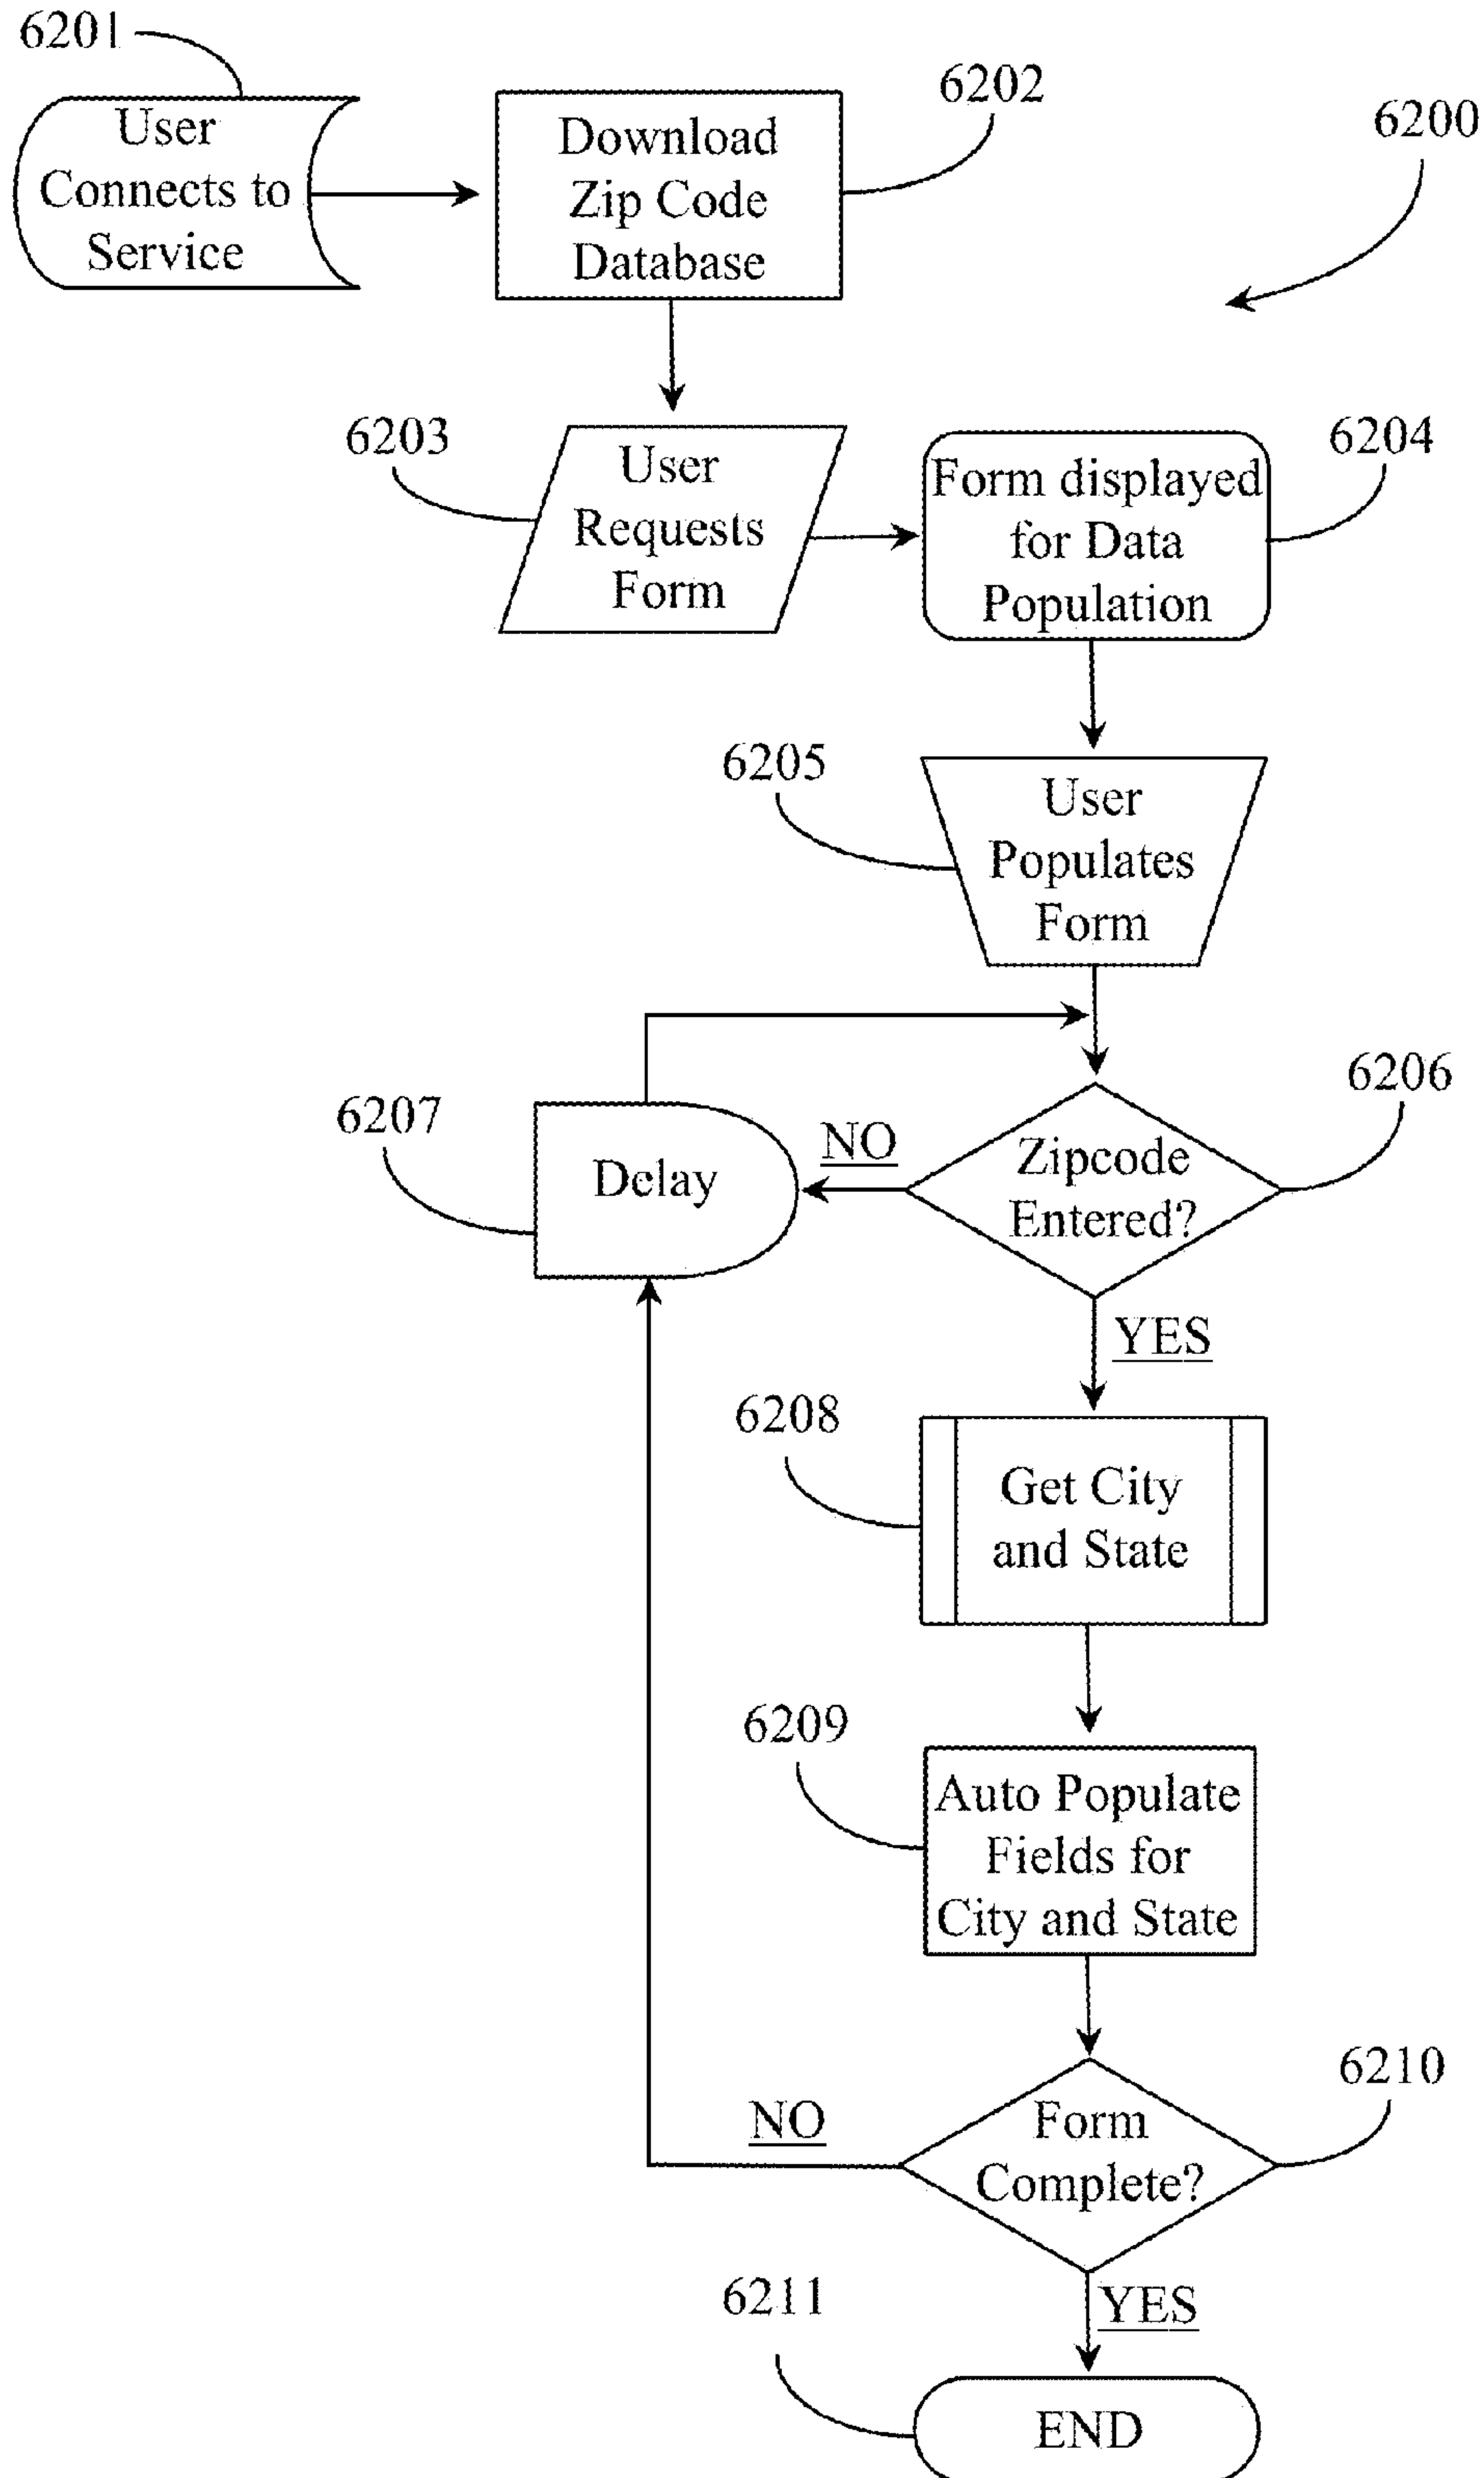 6201
User
Connects to
Service
6202
Download
Zip Code
Database
6200
6203
User
Requests
Form
6204
Form displayed
for Data
Population
6205
User
Populates
Form
6206
Zipcode
Entered?
NO
6207
Delay
YES
6208
Get City
and State
6209
Auto Populate
Fields for
City and State
6210
Form
Complete?
NO
YES
6211
END